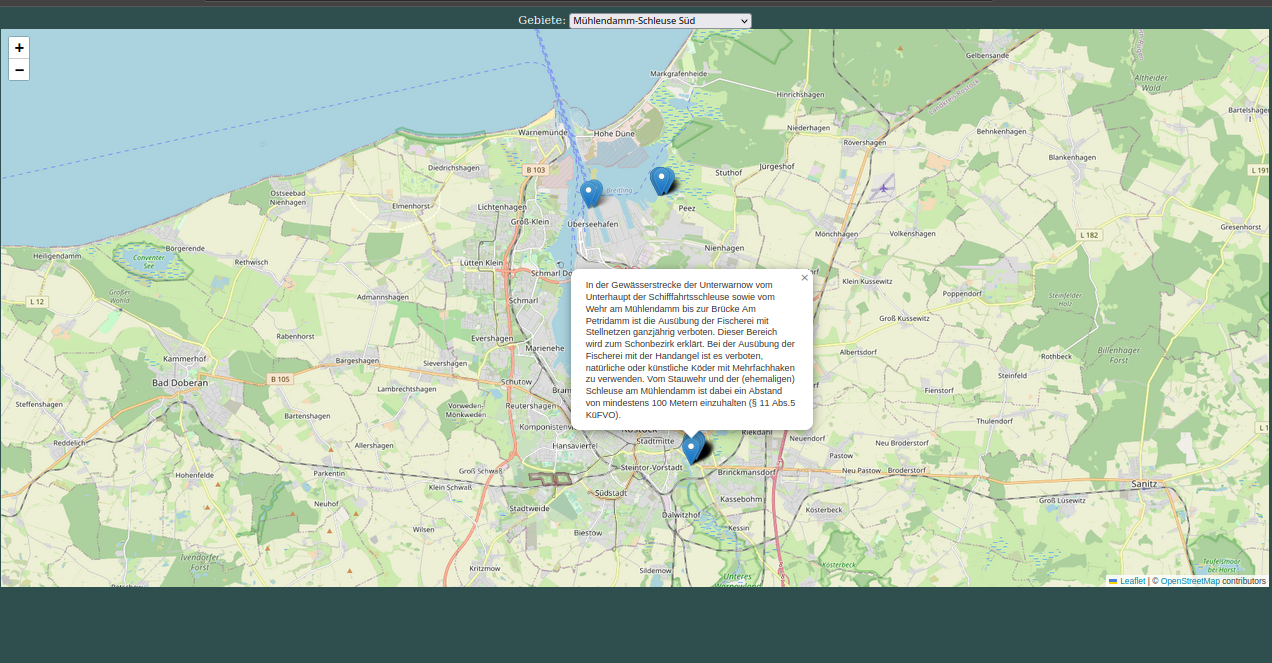 Gebiete: Mühlendamm-Schleuse Süd
+
−
Gelbensande
Markgrafenheide
Altheider
Wald
Landkreis Rostock
Hinrichshagen
Bartelshagen
I
Warnemünde
Hohe Düne
Niederhagen
Behnkenhagen
Rövershagen
Blankenhagen
Diedrichshagen
B 103
Stuthof
Jürgeshof
L 191
Ostseebad
Nienhagen
Elmenhorst
Lichtenhagen
Breitling
Peez
Groß-Klein
Überseehafen
Gresenhorst
Mönchhagen
Volkenshagen
L 182
Heiligendamm
Börgerende
Nienhagen
Conventer
See
Rethwisch
Lütten Klein
Schmarl Do
Klein Kussewitz
Großer
Wohld
L 12
Admannshagen
Schmarl
Poppendorf
Steinfelder
Holz
Groß Kussewitz
Rabenhorst
Evershagen
Marienehe
In der Gewässerstrecke der Unterwarnow vom
Unterhaupt der Schifffahrtsschleuse sowie vom
Wehr am Mühlendamm bis zur Brücke Am
Petridamm ist die Ausübung der Fischerei mit
Stellnetzen ganzjährig verboten. Dieser Bereich
wird zum Schonbezirk erklärt. Bei der Ausübung der
Fischerei mit der Handangel ist es verboten,
natürliche oder künstliche Köder mit Mehrfachhaken
zu verwenden. Vom Stauwehr und der (ehemaligen)
Schleuse am Mühlendamm ist dabei ein Abstand
von mindestens 100 Metern einzuhalten (§ 11 Abs.5
KüFVO).
×
Kammerhof
Bargeshagen
Sievershagen
Albertsdorf
Rothbeck
Billenhäger
Forst
Bad Doberan
B 105
Lambrechtshagen
Schutow
Steinfeld
Fienstorf
Steffenshagen
Vorweden-
Mönkweden
Reutershagen
Bartenshagen
Thulendorf
Komponistenv
Rostock
Riekdahl
Reddelich
Allershagen
Hansaviertel
Stadtmitte
Neuendorf
Neu Broderstorf
Pastow
Hohenfelde
Parkentin
Groß Schwaß
Steintor-Vorstadt
Brinckmansdorf
Neu Pastow
Broderstorf
Klein Schwaß
Sanitz
Neuhof
Südstadt
Kassebohm
Groß Lüsewitz
Stadtweide
Dalwitzhof
Kösterbeck
Wilsen
Biestow
Kessin
Ivendorfer
Forst
Kritzmow
Sildemow
Kösterbeck
Teufelsmoor
bei Horst
Unteres
Leaflet | © OpenStreetMap contributors